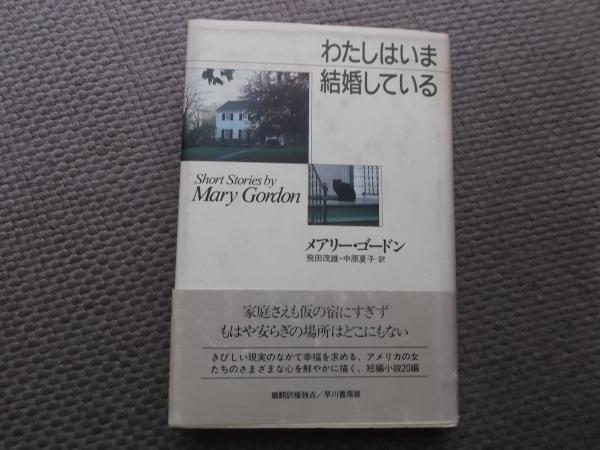 わたしはいま
結婚している
Short Stories by
Mary Gordon
メアリー・ゴードン
飛田茂雄・中原夏子 訳
家庭さえも仮の宿にすぎず
もはや安らぎの場所はどこにもない
きびしい現実のなかで幸福を求める、アメリカの女
たちのさまざまな心を鮮やかに描く、短編小説20編
翻訳権独占/早川書房